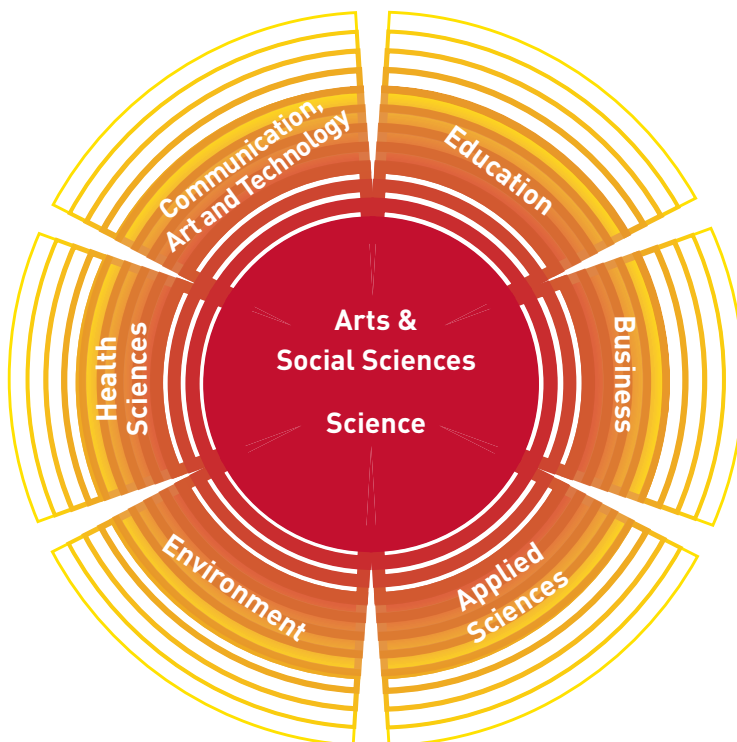 Communication,
Art and Technology
Education
Health
Sciences
Arts &
Social Sciences
Science
Business
Environment
Applied
Sciences